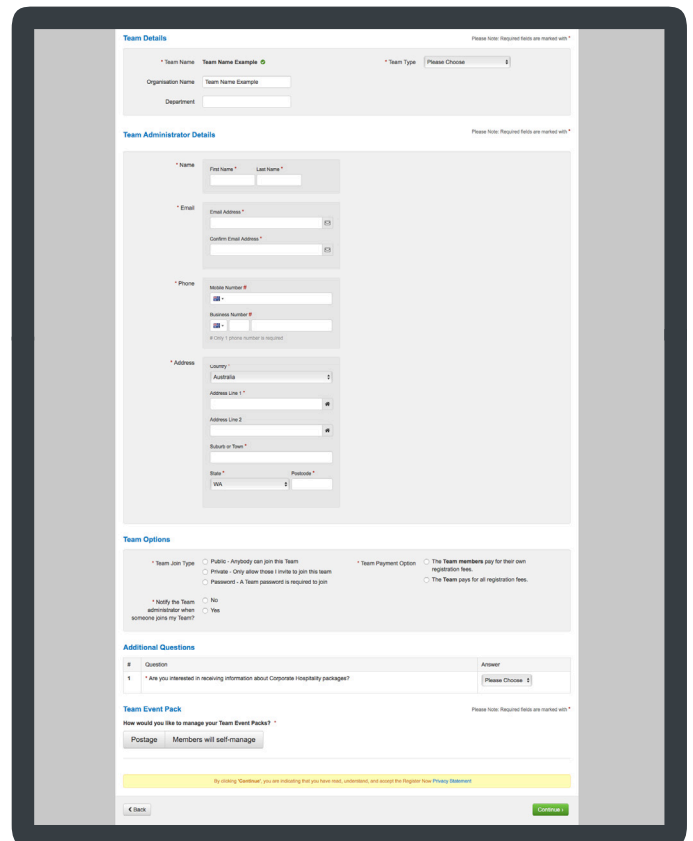 Team Details
Please Note: Required fields are marked with *
* Team Name Team Name Example
* Team Type Please Choose
Organisation Name Team Name Example
Department
Team Administrator Details
Please Note: Required fields are marked with *
* Name
First Name * Last Name *
* Email
Email Address *
Confirm Email Address *
* Phone
Mobile Number #
Business Number #
# Only 1 phone number is required
* Address
Country *
Australia
Address Line 1 *
Address Line 2
Suburb or Town *
State * Postcode *
WA
Team Options
* Team Join Type
Public - Anybody can join this Team
Private - Only allow those I invite to join this team
Password - A Team password is required to join
* Team Payment Option
The Team members pay for their own
registration fees.
The Team pays for all registration fees.
* Notify the Team
administrator when
someone joins my Team?
No
Yes
Additional Questions
# Question Answer
1 * Are you interested in receiving information about Corporate Hospitality packages? Please Choose
Team Event Pack
Please Note: Required fields are marked with *
How would you like to manage your Team Event Packs? *
Postage Members will self-manage
By clicking 'Continue', you are indicating that you have read, understand, and accept the Register Now Privacy Statement
Back Continue